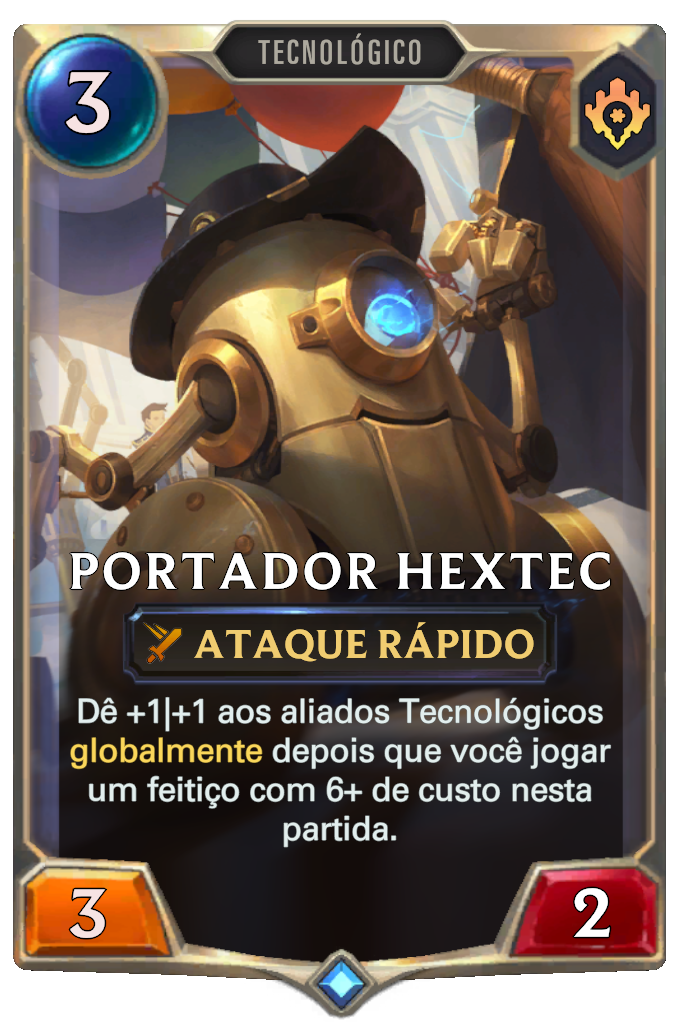 TECNOLÓGICO
3
PORTADOR HEXTEC
ATAQUE RÁPIDO
Dê +1|+1 aos aliados Tecnológicos
globalmente depois que você jogar
um feitiço com 6+ de custo nesta
partida.
3
2